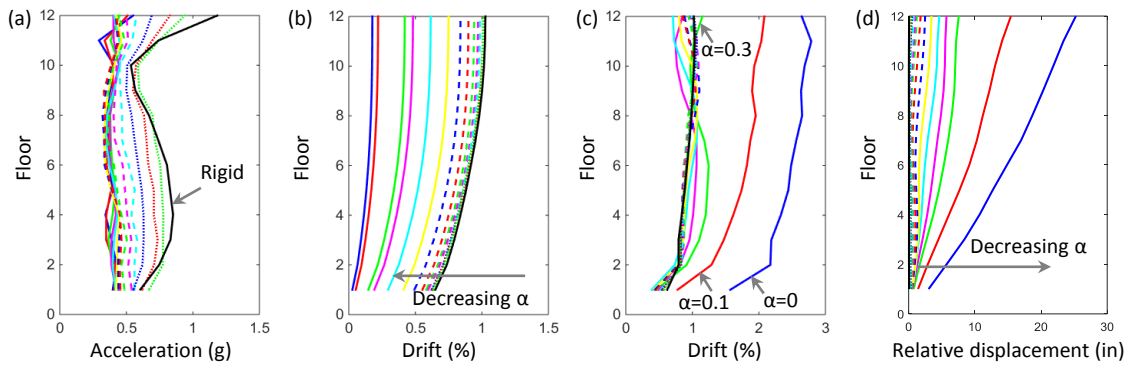 (a)
Floor
12
10
8
6
4
2
0
0
0.5
1
1.5
Acceleration (g)
Rigid
(b)
Floor
12
10
8
6
4
2
0
0
0.5
1
1.5
Drift (%)
Decreasing α
(c)
Floor
12
10
8
6
4
2
0
0
1
2
3
Drift (%)
α=0.3
α=0.1
α=0
(d)
Floor
12
10
8
6
4
2
0
0
10
20
30
Relative displacement (in)
Decreasing α